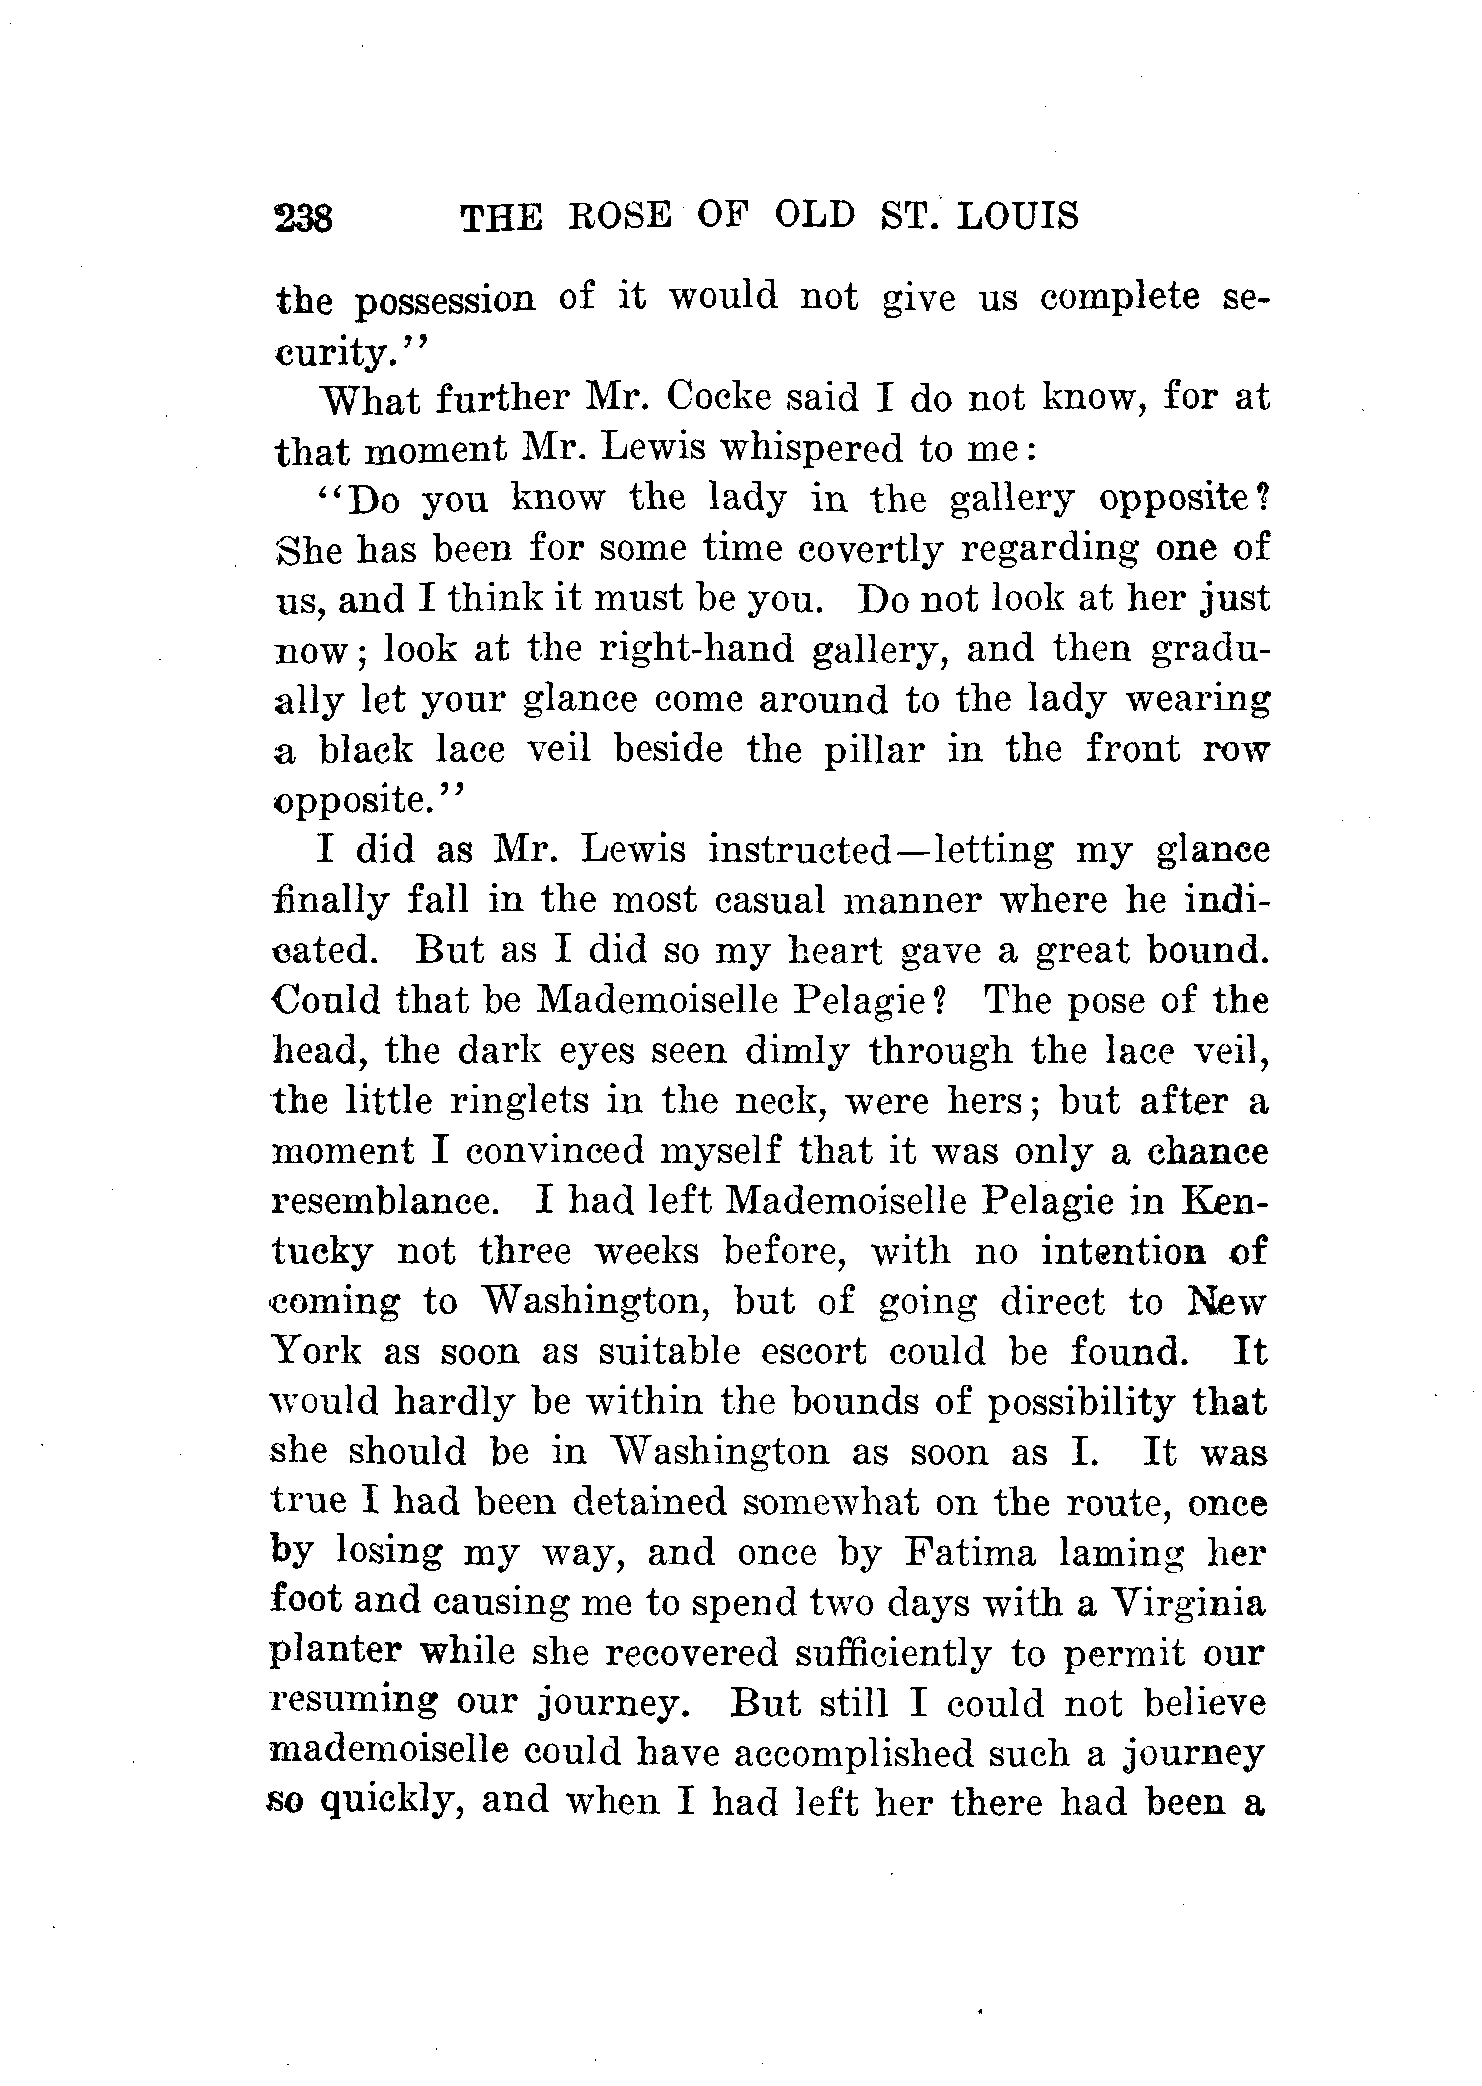 238 THE ROSE OF OLD ST. LOUIS
the possession of it would not give us complete se-
curity."
What further Mr. Cocke said I do not know, for at
that moment Mr. Lewis whispered to me:
"Do you know the lady in the gallery opposite?
She has been for some time covertly regarding one of
us, and I think it must be you. Do not look at her just
now; look at the right-hand gallery, and then gradu-
ally let your glance come around to the lady wearing
a black lace veil beside the pillar in the front row
opposite."
I did as Mr. Lewis instructed—letting my glance
finally fall in the most casual manner where he indi-
cated. But as I did so my heart gave a great bound.
Could that be Mademoiselle Pelagie? The pose of the
head, the dark eyes seen dimly through the lace veil,
the little ringlets in the neck, were hers; but after a
moment I convinced myself that it was only a chance
resemblance. I had left Mademoiselle Pelagie in Ken-
tucky not three weeks before, with no intention of
coming to Washington, but of going direct to New
York as soon as suitable escort could be found. It
would hardly be within the bounds of possibility that
she should be in Washington as soon as I. It was
true I had been detained somewhat on the route, once
by losing my way, and once by Fatima laming her
foot and causing me to spend two days with a Virginia
planter while she recovered sufficiently to permit our
resuming our journey. But still I could not believe
mademoiselle could have accomplished such a journey
so quickly, and when I had left her there had been a